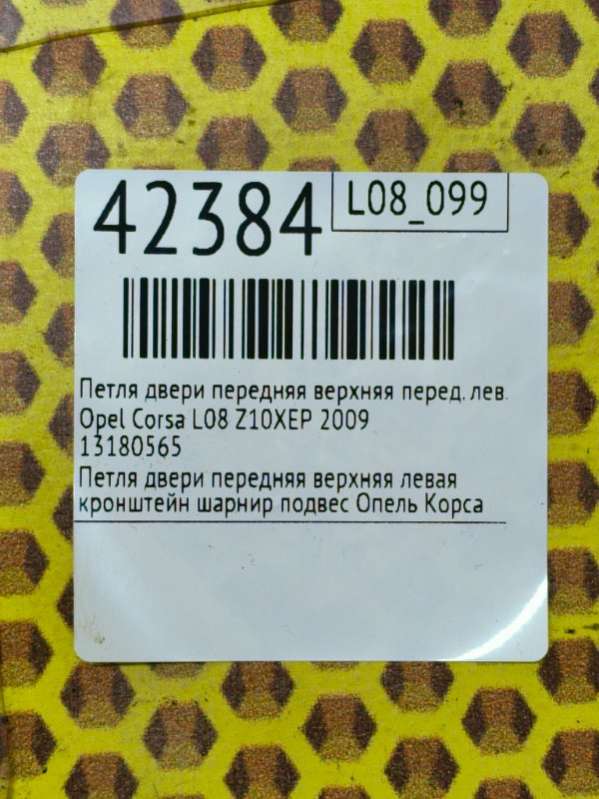 42384
L08_099
Петля двери передняя верхняя перед. лев.
Opel Corsa L08 Z10XEP 2009
13180565
Петля двери передняя верхняя левая
кронштейн шарнир подвес Опель Корса